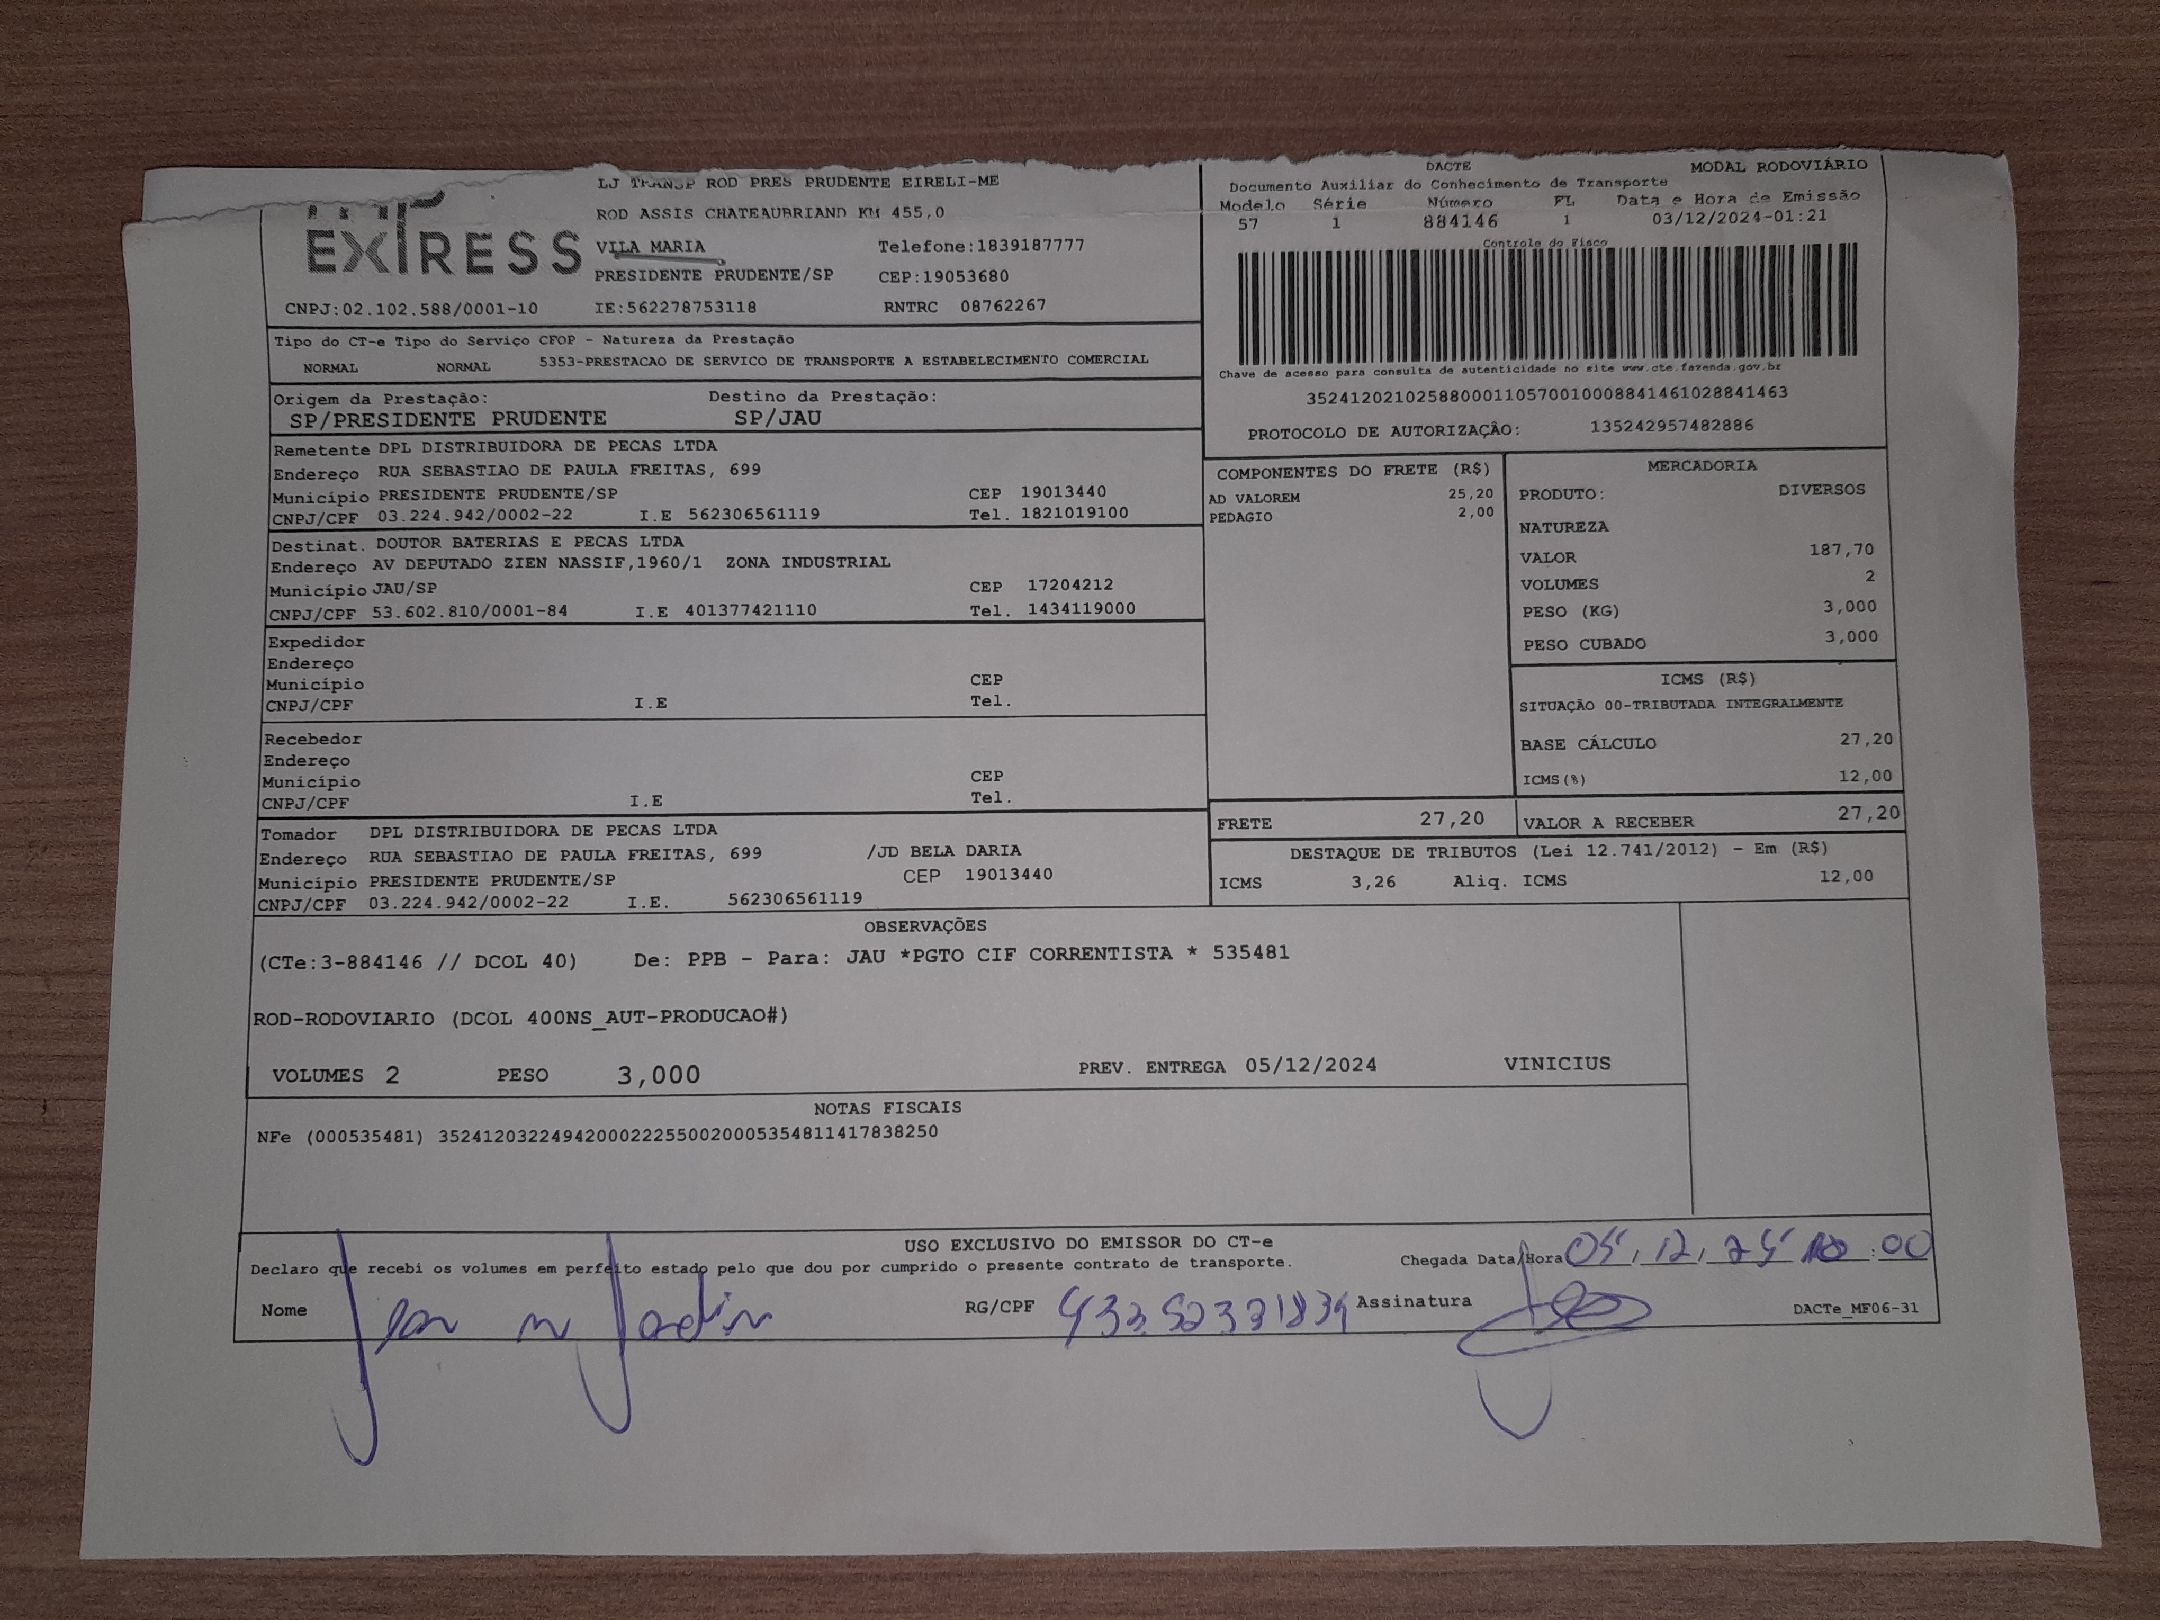 LJ TRANSP ROD PRES PRUDENTE EIRELI-ME
ROD ASSIS CHATEAUBRIAND KM 455,0
EXPRESS
VILA MARIA Telefone:1839187777
PRESIDENTE PRUDENTE/SP CEP:19053680
CNPJ:02.102.588/0001-10 IE:562278753118 RNTRC 08762267
DACTE MODAL RODOVIÁRIO
Documento Auxiliar do Conhecimento de Transporte
Modelo Série Número FL Data e Hora de Emissão
57 1 884146 1 03/12/2024-01:21
Controle do Fisco
Chave de acesso para consulta de autenticidade no site www.cte.fazenda.gov.br
35241202102588000110570010008841461028841463
PROTOCOLO DE AUTORIZAÇÃO: 135242957482886
Tipo do CT-e Tipo do Serviço CFOP - Natureza da Prestação
NORMAL NORMAL 5353-PRESTACAO DE SERVICO DE TRANSPORTE A ESTABELECIMENTO COMERCIAL
Origem da Prestação: Destino da Prestação:
SP/PRESIDENTE PRUDENTE SP/JAU
Remetente DPL DISTRIBUIDORA DE PECAS LTDA
Endereço RUA SEBASTIAO DE PAULA FREITAS, 699
Município PRESIDENTE PRUDENTE/SP CEP 19013440
CNPJ/CPF 03.224.942/0002-22 I.E 562306561119 Tel. 1821019100
Destinat. DOUTOR BATERIAS E PECAS LTDA
Endereço AV DEPUTADO ZIEN NASSIF,1960/1 ZONA INDUSTRIAL
Município JAU/SP CEP 17204212
CNPJ/CPF 53.602.810/0001-84 I.E 401377421110 Tel. 1434119000
Expedidor
Endereço
Município CEP
CNPJ/CPF I.E Tel.
Recebedor
Endereço
Município CEP
CNPJ/CPF I.E Tel.
Tomador DPL DISTRIBUIDORA DE PECAS LTDA
Endereço RUA SEBASTIAO DE PAULA FREITAS, 699 /JD BELA DARIA
Município PRESIDENTE PRUDENTE/SP CEP 19013440
CNPJ/CPF 03.224.942/0002-22 I.E. 562306561119
COMPONENTES DO FRETE (R$)
AD VALOREM 25,20
PEDAGIO 2,00
MERCADORIA
PRODUTO: DIVERSOS
NATUREZA
VALOR 187,70
VOLUMES 2
PESO (KG) 3,000
PESO CUBADO 3,000
ICMS (R$)
SITUAÇÃO 00-TRIBUTADA INTEGRALMENTE
BASE CÁLCULO 27,20
ICMS(%) 12,00
FRETE 27,20 VALOR A RECEBER 27,20
DESTAQUE DE TRIBUTOS (Lei 12.741/2012) - Em (R$)
ICMS 3,26 Aliq. ICMS 12,00
OBSERVAÇÕES
(CTe:3-884146 // DCOL 40) De: PPB - Para: JAU *PGTO CIF CORRENTISTA * 535481
ROD-RODOVIARIO (DCOL 400NS_AUT-PRODUCAO#)
VOLUMES 2 PESO 3,000 PREV. ENTREGA 05/12/2024 VINICIUS
NOTAS FISCAIS
NFe (000535481) 35241203224942000222550020005354811417838250
USO EXCLUSIVO DO EMISSOR DO CT-e
Declaro que recebi os volumes em perfeito estado pelo que dou por cumprido o presente contrato de transporte. Chegada Data/Hora 05, 12, :00
Nome Jean RG/CPF Assinatura DACTe_MF06-31